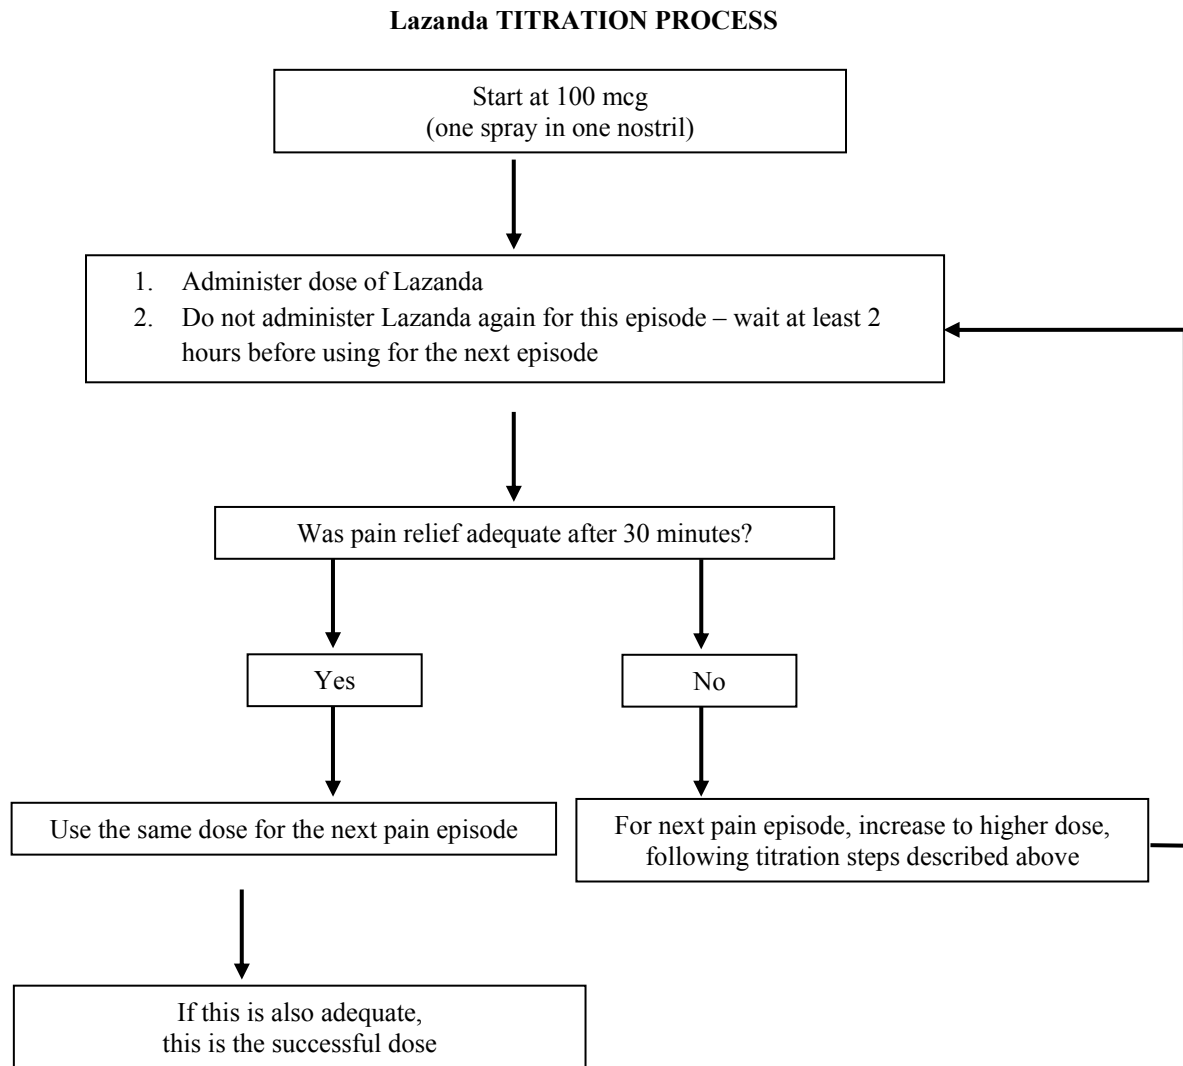 Lazanda TITRATION PROCESS
Start at 100 mcg
(one spray in one nostril)
1. Administer dose of Lazanda
2. Do not administer Lazanda again for this episode – wait at least 2
hours before using for the next episode
Was pain relief adequate after 30 minutes?
Yes
No
Use the same dose for the next pain episode
For next pain episode, increase to higher dose,
following titration steps described above
If this is also adequate,
this is the successful dose